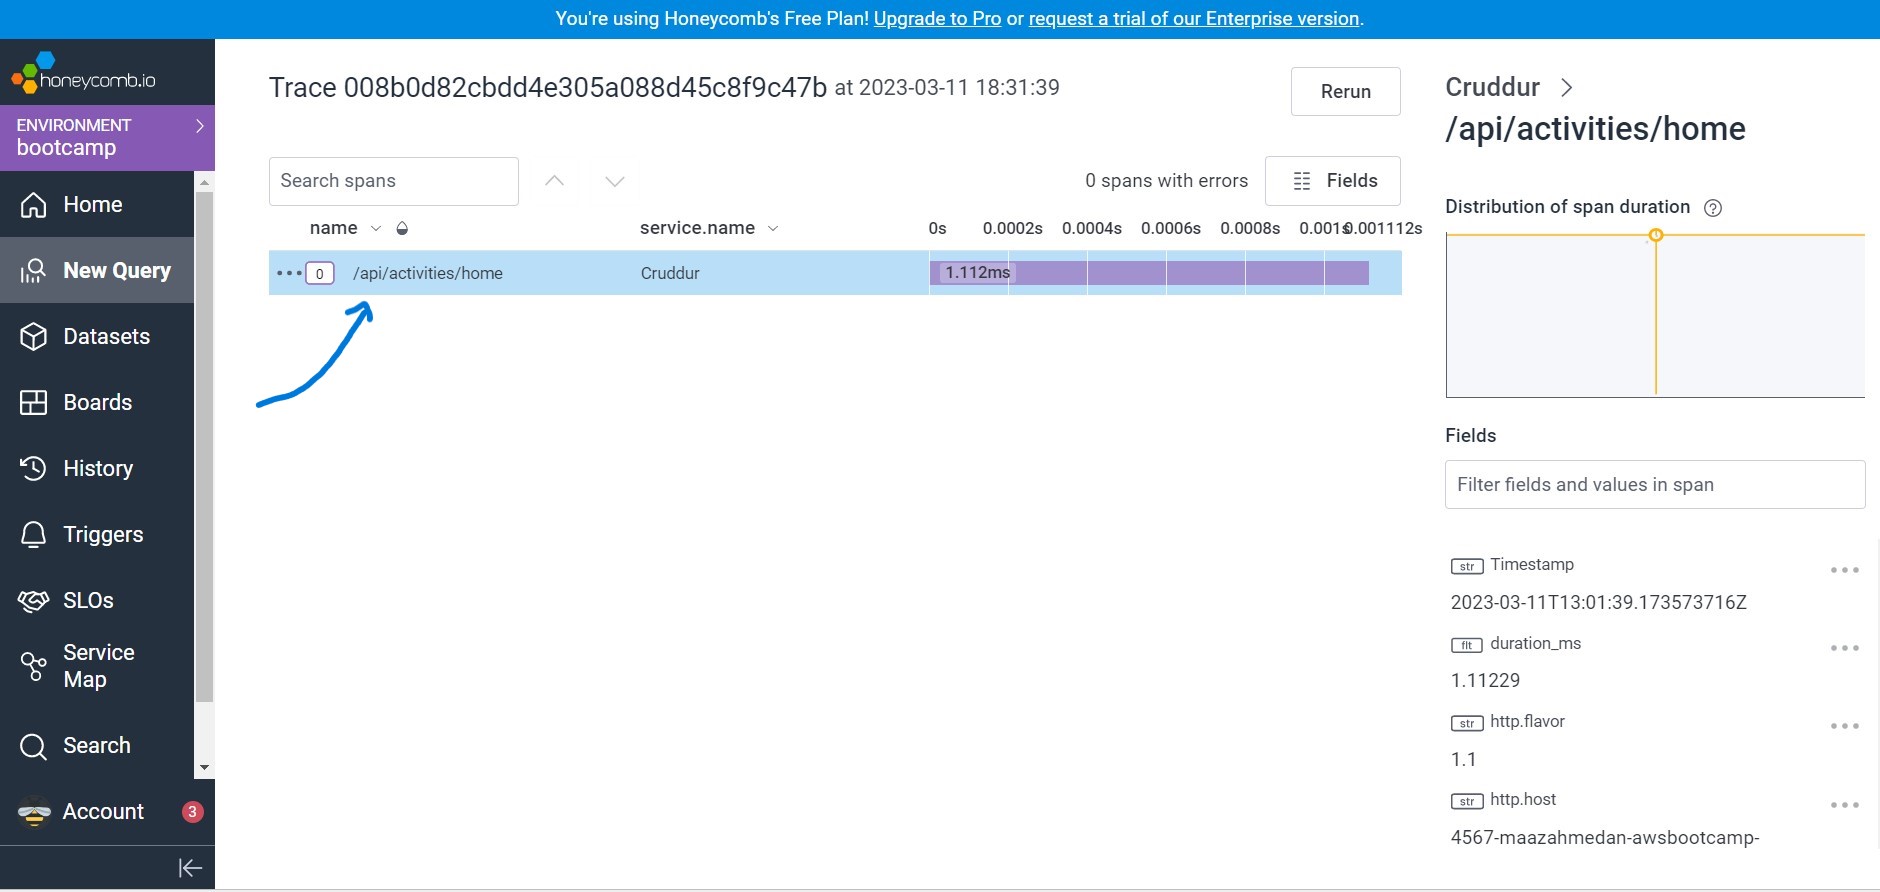 You're using Honeycomb's Free Plan! Upgrade to Pro or request a trial of our Enterprise version.
honeycomb.io
ENVIRONMENT
bootcamp
Home
New Query
Datasets
Boards
History
Triggers
SLOs
Service
Map
Search
Account 3
Trace 008b0d82cbdd4e305a088d45c8f9c47b at 2023-03-11 18:31:39
Rerun
Search spans
0 spans with errors
Fields
name service.name 0s 0.0002s 0.0004s 0.0006s 0.0008s 0.001s 0.001112s
0 /api/activities/home Cruddur 1.112ms
Cruddur
/api/activities/home
Distribution of span duration
Fields
Filter fields and values in span
str Timestamp
2023-03-11T13:01:39.173573716Z
flt duration_ms
1.11229
str http.flavor
1.1
str http.host
4567-maazahmedan-awsbootcamp-